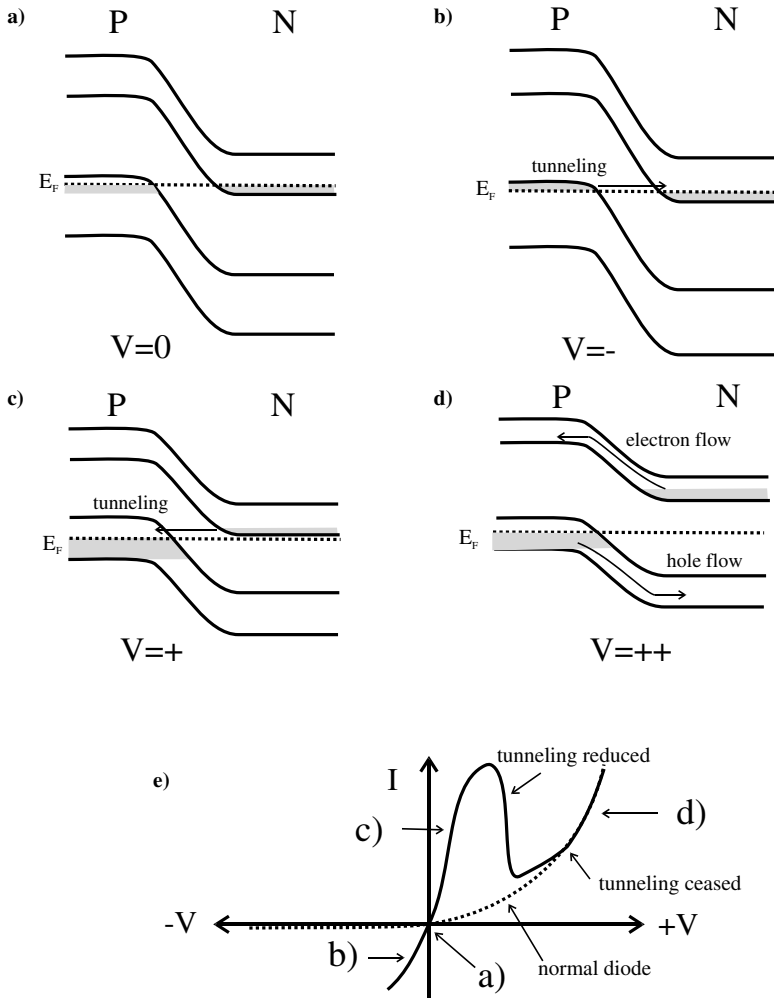 a)
P N
E_F
V=0
b)
P N
tunneling
E_F
V=-
c)
P N
tunneling
E_F
V=+
d)
P N
electron flow
E_F
hole flow
V=++
e)
I
tunneling reduced
c)
d)
tunneling ceased
-V
+V
b)
a)
normal diode